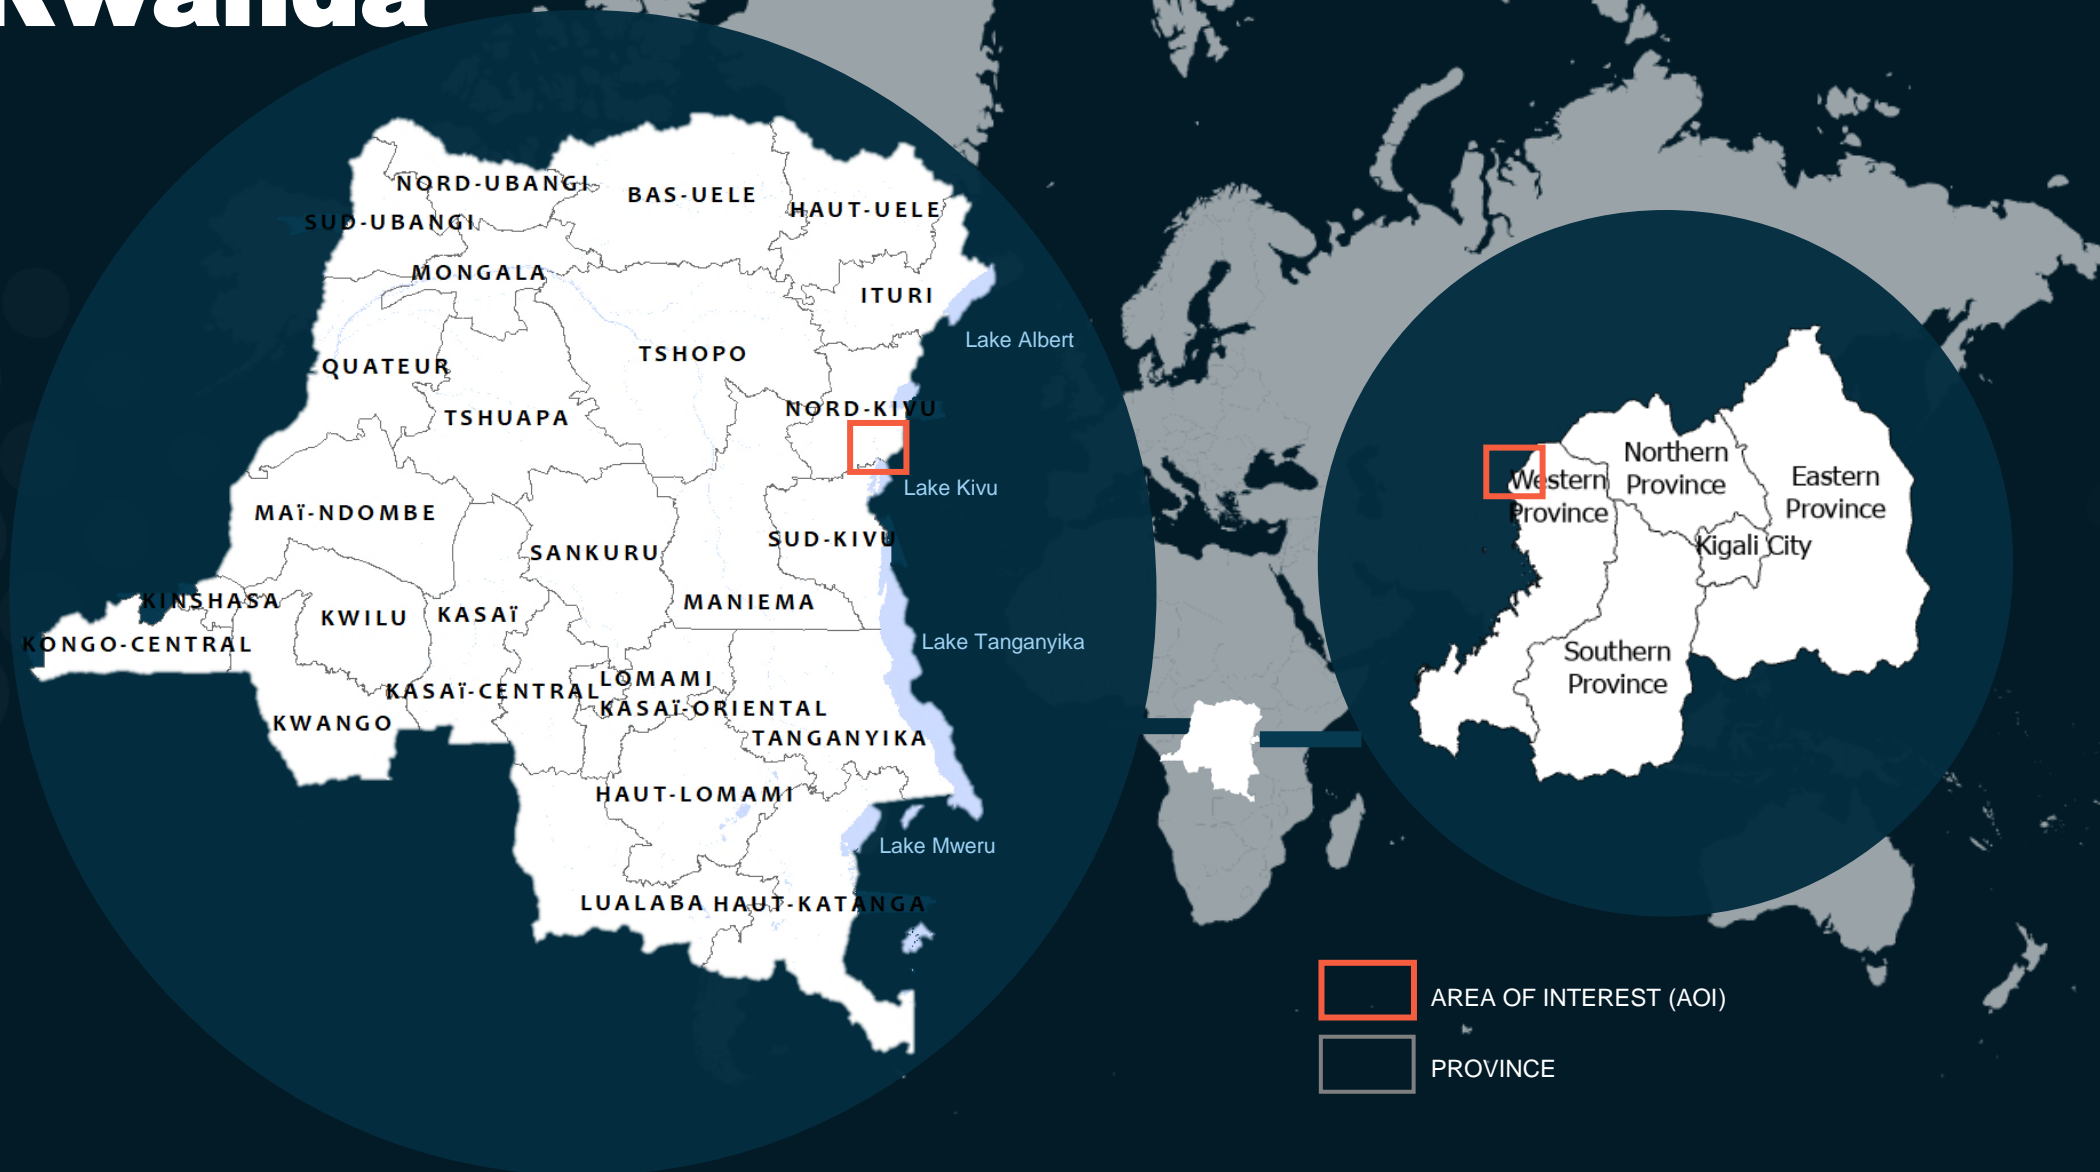 Rwanda
NORD-UBANGI
BAS-UELE
HAUT-UELE
SUD-UBANGI
MONGALA
ITURI
Lake Albert
TSHOPO
QUATEUR
TSHUAPA
NORD-KIVU
Lake Kivu
MAï-NDOMBE
SANKURU
SUD-KIVU
KINSHASA
KWILU
KASAï
MANIEMA
KONGO-CENTRAL
Lake Tanganyika
LOMAMI
KASAï-CENTRAL
KASAï-ORIENTAL
KWANGO
TANGANYIKA
HAUT-LOMAMI
Lake Mweru
LUALABA
HAUT-KATANGA
Northern
Province
Western
Province
Eastern
Province
Kigali City
Southern
Province
AREA OF INTEREST (AOI)
PROVINCE